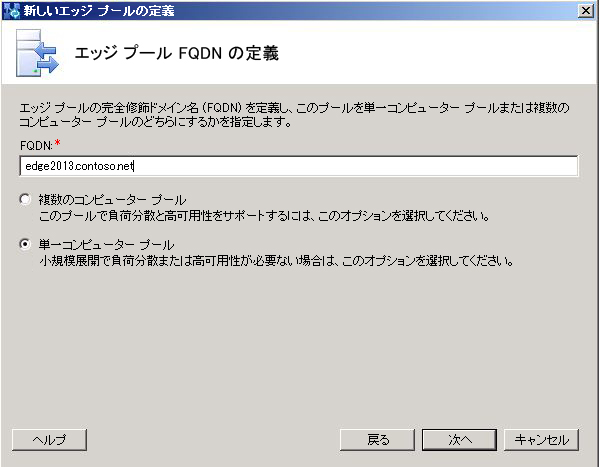 新しいエッジ プールの定義
エッジ プール FQDN の定義
エッジ プールの完全修飾ドメイン名 (FQDN) を定義し、このプールを単一コンピューター プールまたは複数の
コンピューター プールのどちらにするかを指定します。
FQDN:*
edge2013.contoso.net
複数のコンピューター プール
このプールで負荷分散と高可用性をサポートするには、このオプションを選択してください。
単一コンピューター プール
小規模展開で負荷分散または高可用性が必要ない場合は、このオプションを選択してください。
ヘルプ 戻る 次へ キャンセル